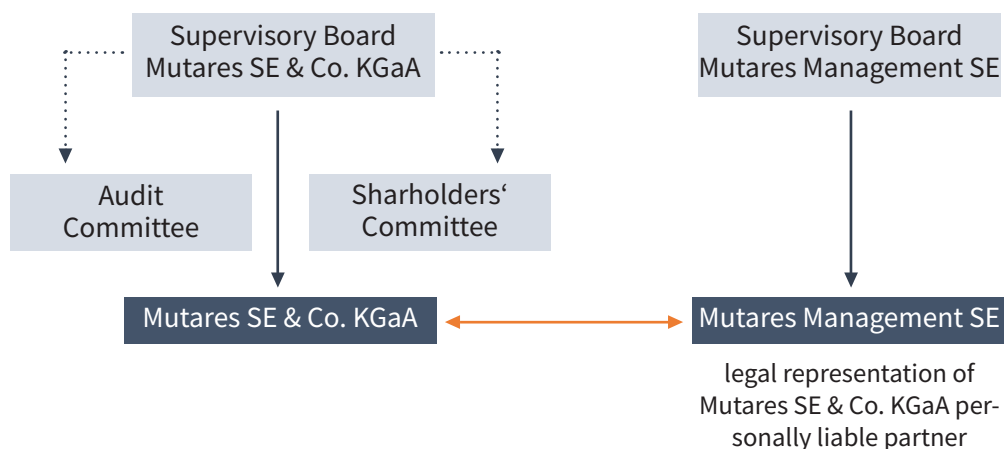 Supervisory Board
Mutares SE & Co. KGaA
Supervisory Board
Mutares Management SE
Audit
Committee
Sharholders‘
Committee
Mutares SE & Co. KGaA
Mutares Management SE
legal representation of
Mutares SE & Co. KGaA per-
sonally liable partner